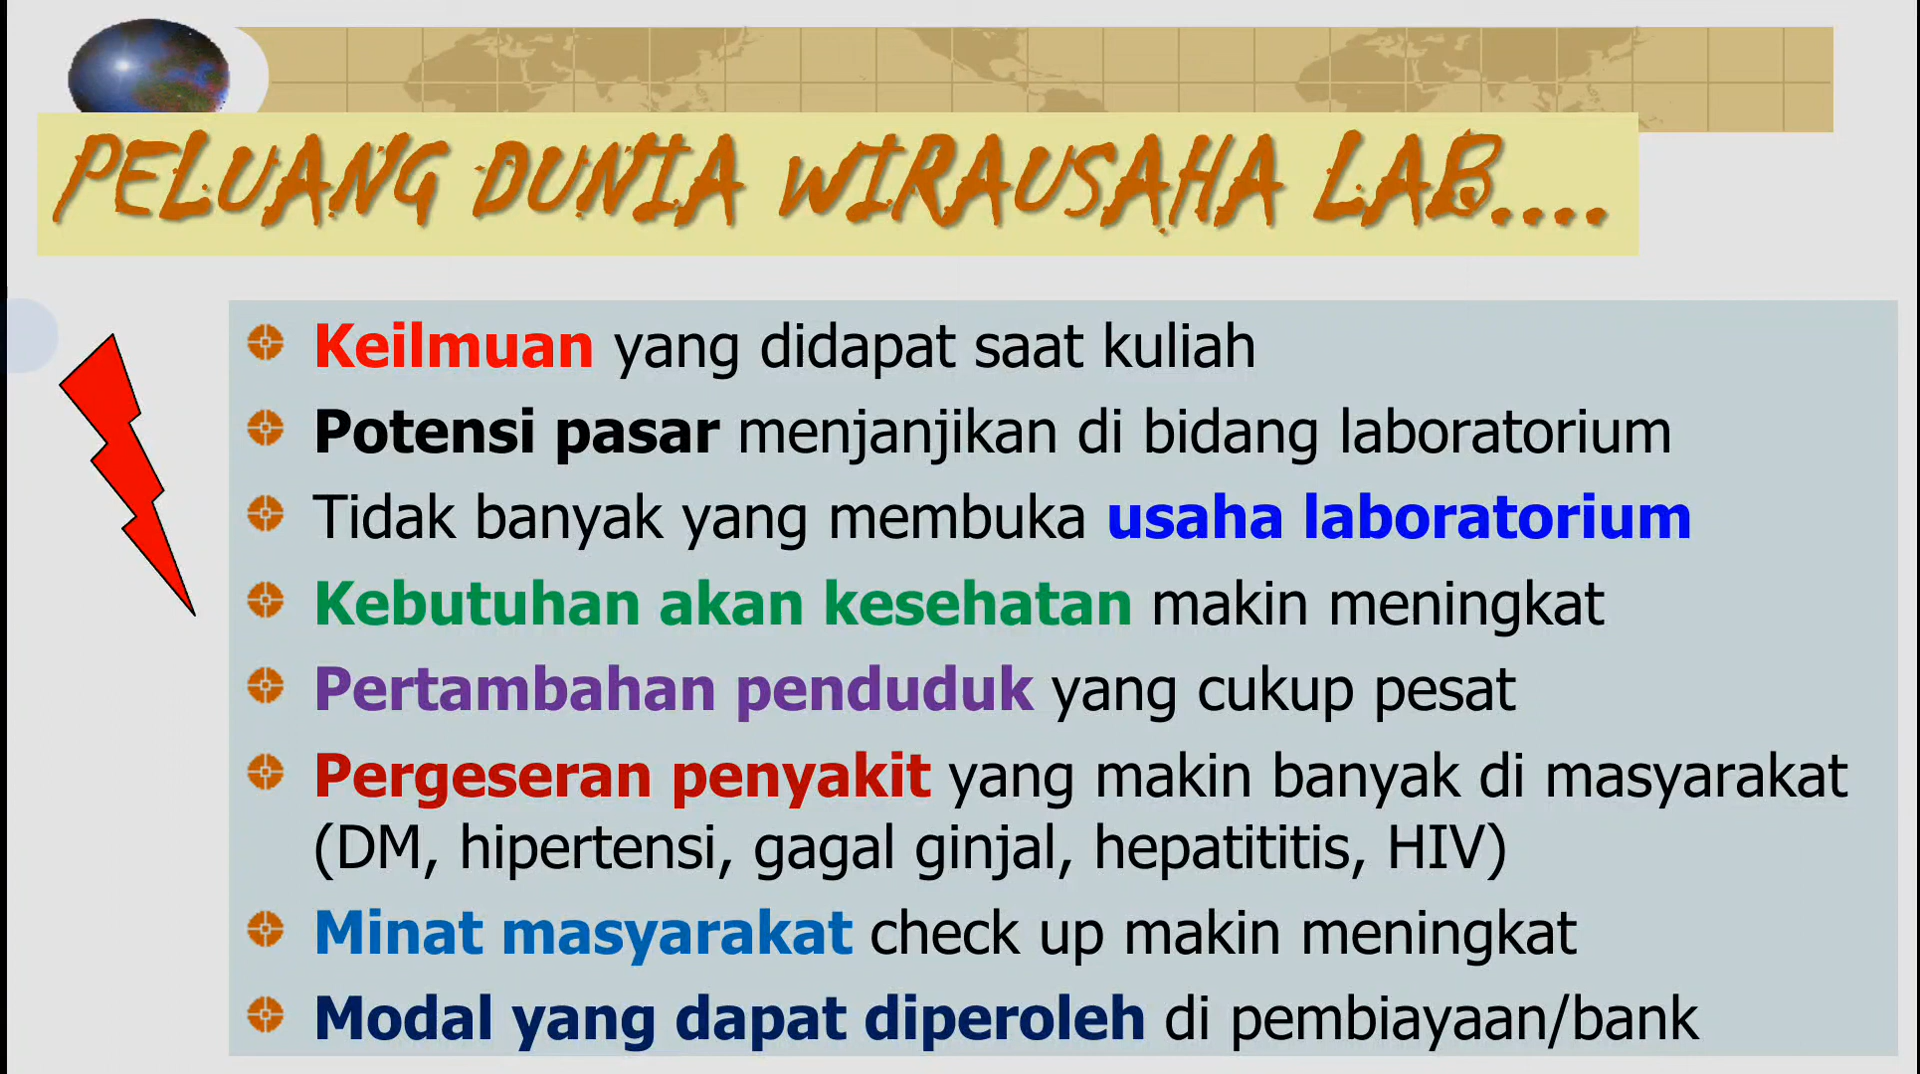 PELUANG DUNIA WIRAUSAHA LAB....
Keilmuan yang didapat saat kuliah
Potensi pasar menjanjikan di bidang laboratorium
Tidak banyak yang membuka usaha laboratorium
Kebutuhan akan kesehatan makin meningkat
Pertambahan penduduk yang cukup pesat
Pergeseran penyakit yang makin banyak di masyarakat
(DM, hipertensi, gagal ginjal, hepatititis, HIV)
Minat masyarakat check up makin meningkat
Modal yang dapat diperoleh di pembiayaan/bank